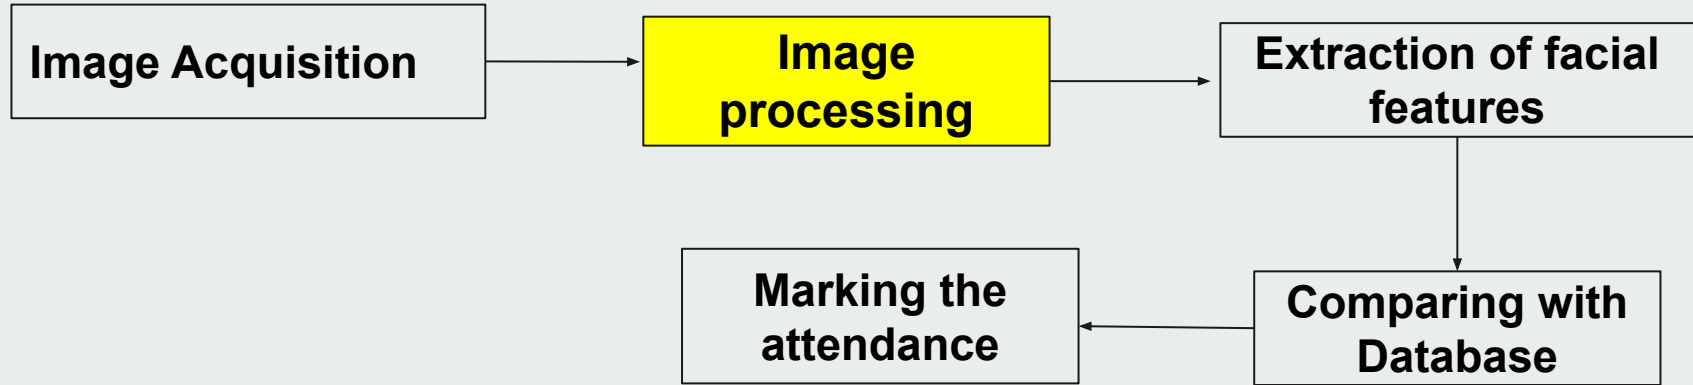 Image Acquisition
Image
processing
Extraction of facial
features
Comparing with
Database
Marking the
attendance